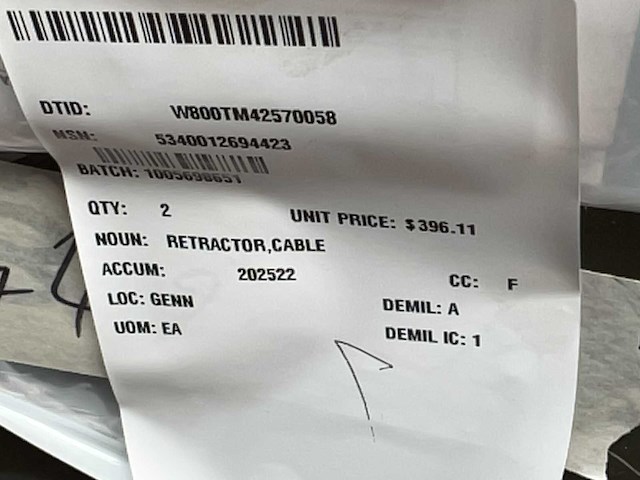 DTID: W800TM42570058
NSN: 5340012694423
BATCH: 1005698651
QTY: 2 UNIT PRICE: $396.11
NOUN: RETRACTOR,CABLE
ACCUM: 202522 CC: F
LOC: GENN DEMIL: A
UOM: EA DEMIL IC: 1